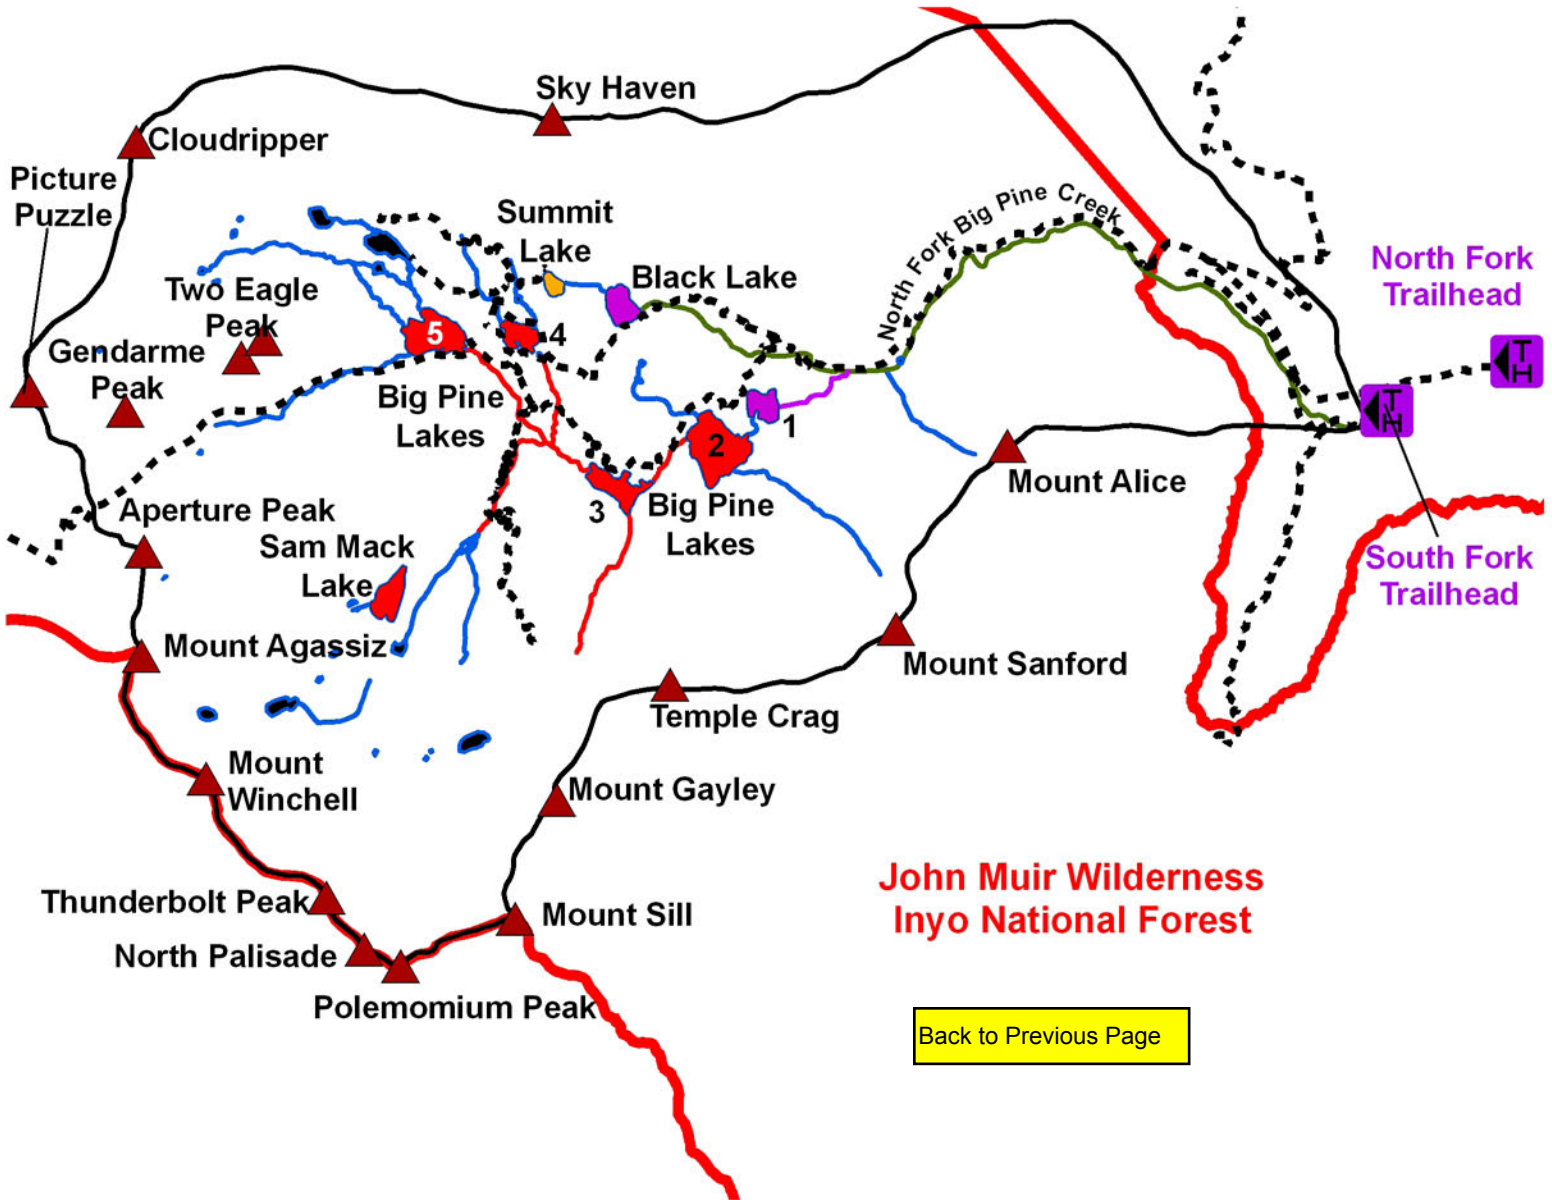 Sky Haven
Cloudripper
Picture
Puzzle
Summit
Lake
North Fork Big Pine Creek
North Fork
Trailhead
Black Lake
Two Eagle
Peak
5
4
Gendarme
Peak
T
H
T
H
Big Pine
Lakes
1
2
Mount Alice
3
Big Pine
Lakes
Aperture Peak
Sam Mack
Lake
South Fork
Trailhead
Mount Agassiz
Mount Sanford
Temple Crag
Mount
Winchell
Mount Gayley
John Muir Wilderness
Inyo National Forest
Thunderbolt Peak
Mount Sill
North Palisade
Polemomium Peak
Back to Previous Page